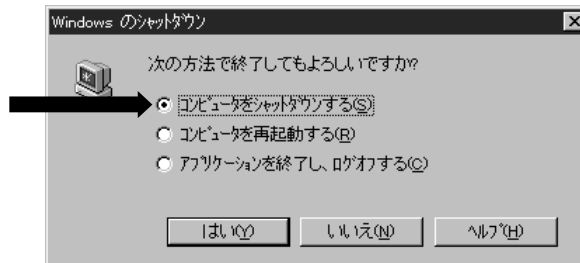 Windows のシャットダウン
次の方法で終了してもよろしいですか?
コンピュータをシャットダウンする(S)
コンピュータを再起動する(R)
アプリケーションを終了し、ログオフする(C)
はい(Y) いいえ(N) ヘルプ(H)